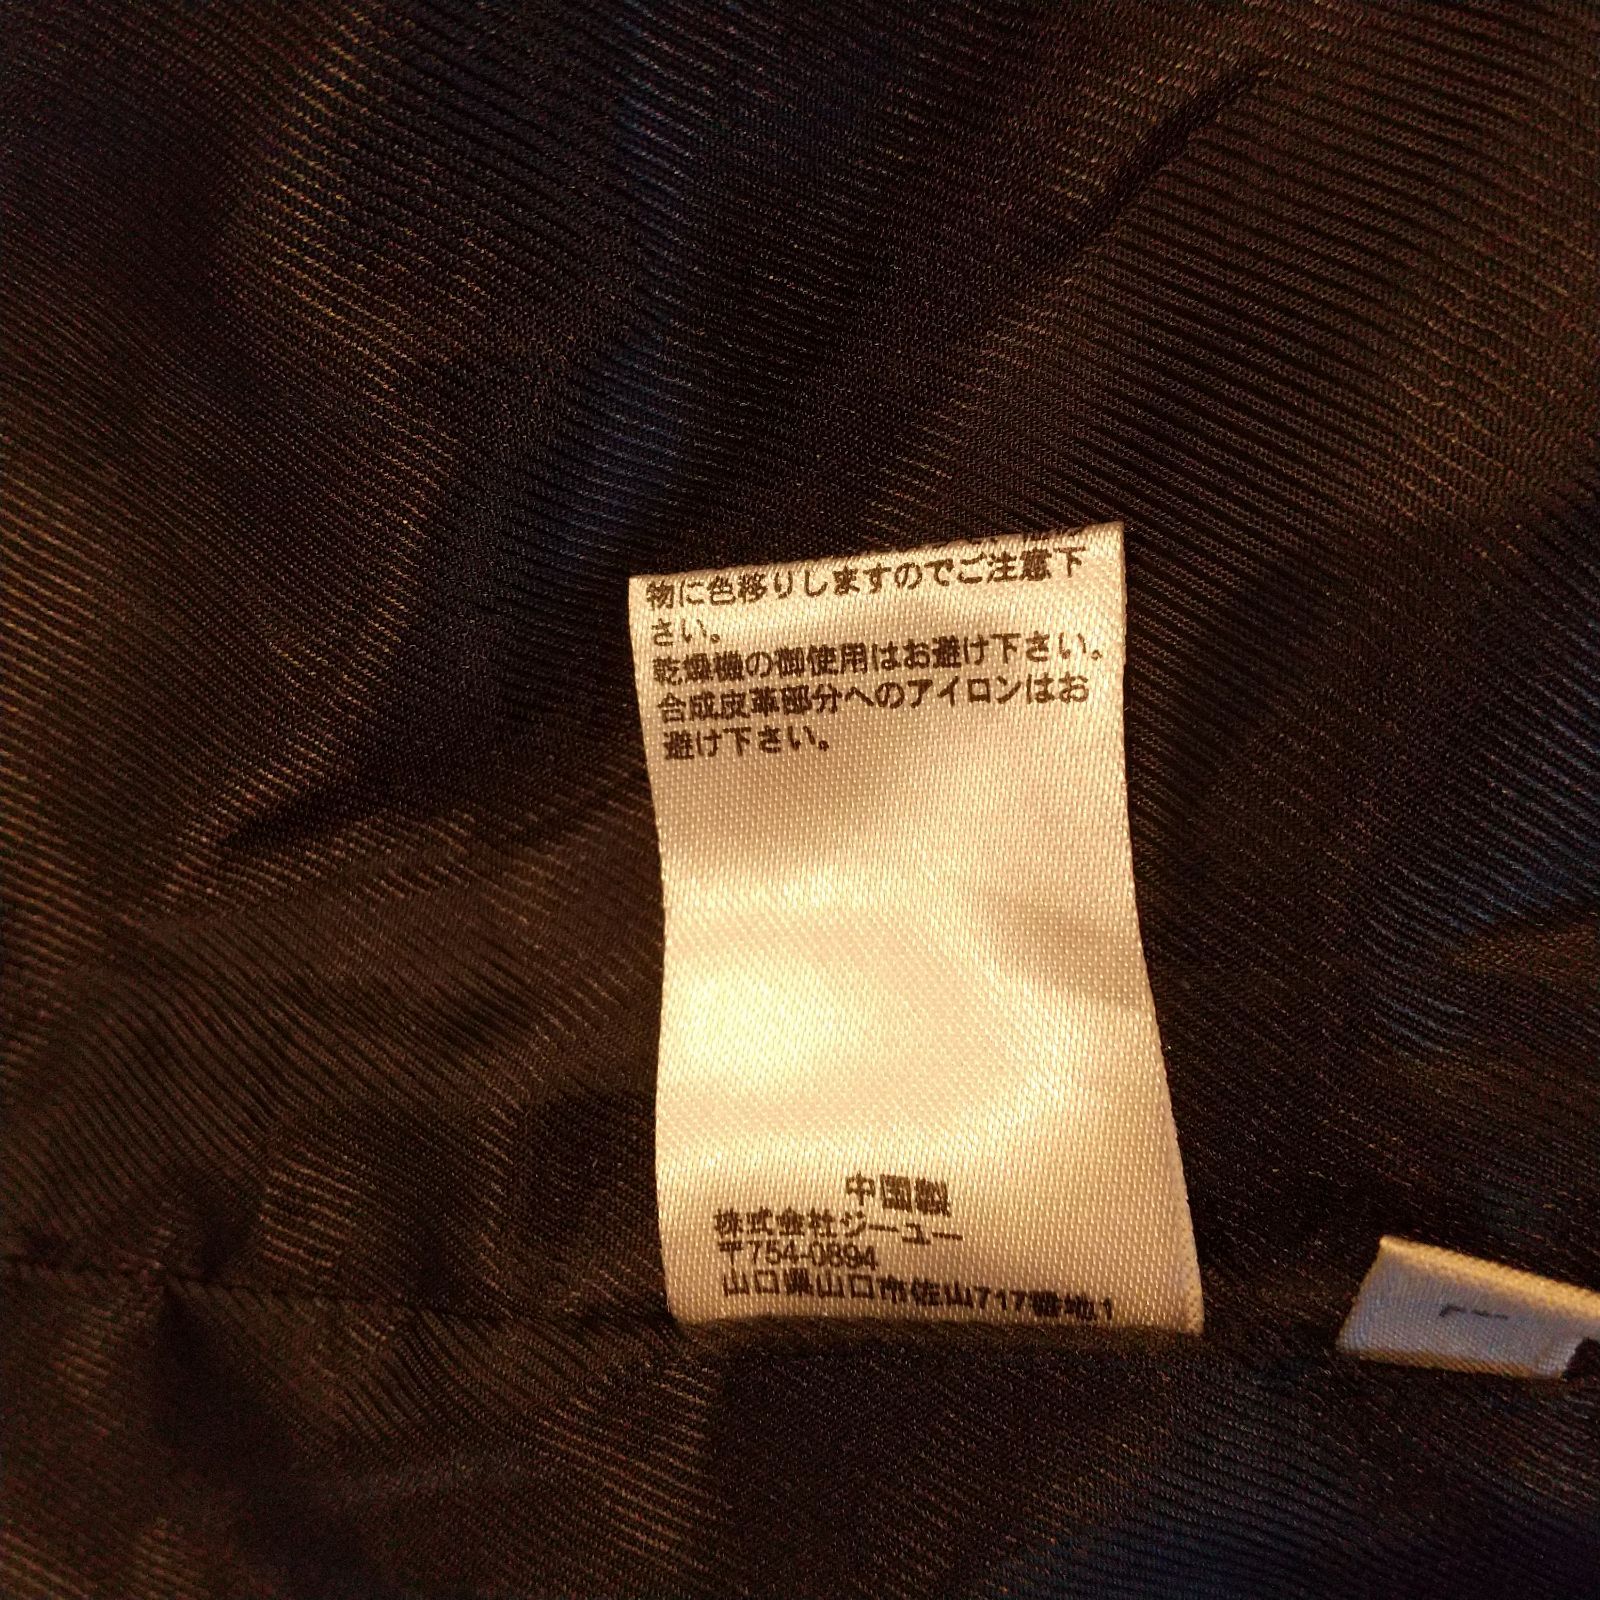 物に色移りしますのでご注意下
さい。
乾燥機の御使用はお避け下さい。
合成皮革部分へのアイロンはお
避け下さい。
中国製
株式会社ジーユー
〒754-0894
山口県山口市佐山717番地1